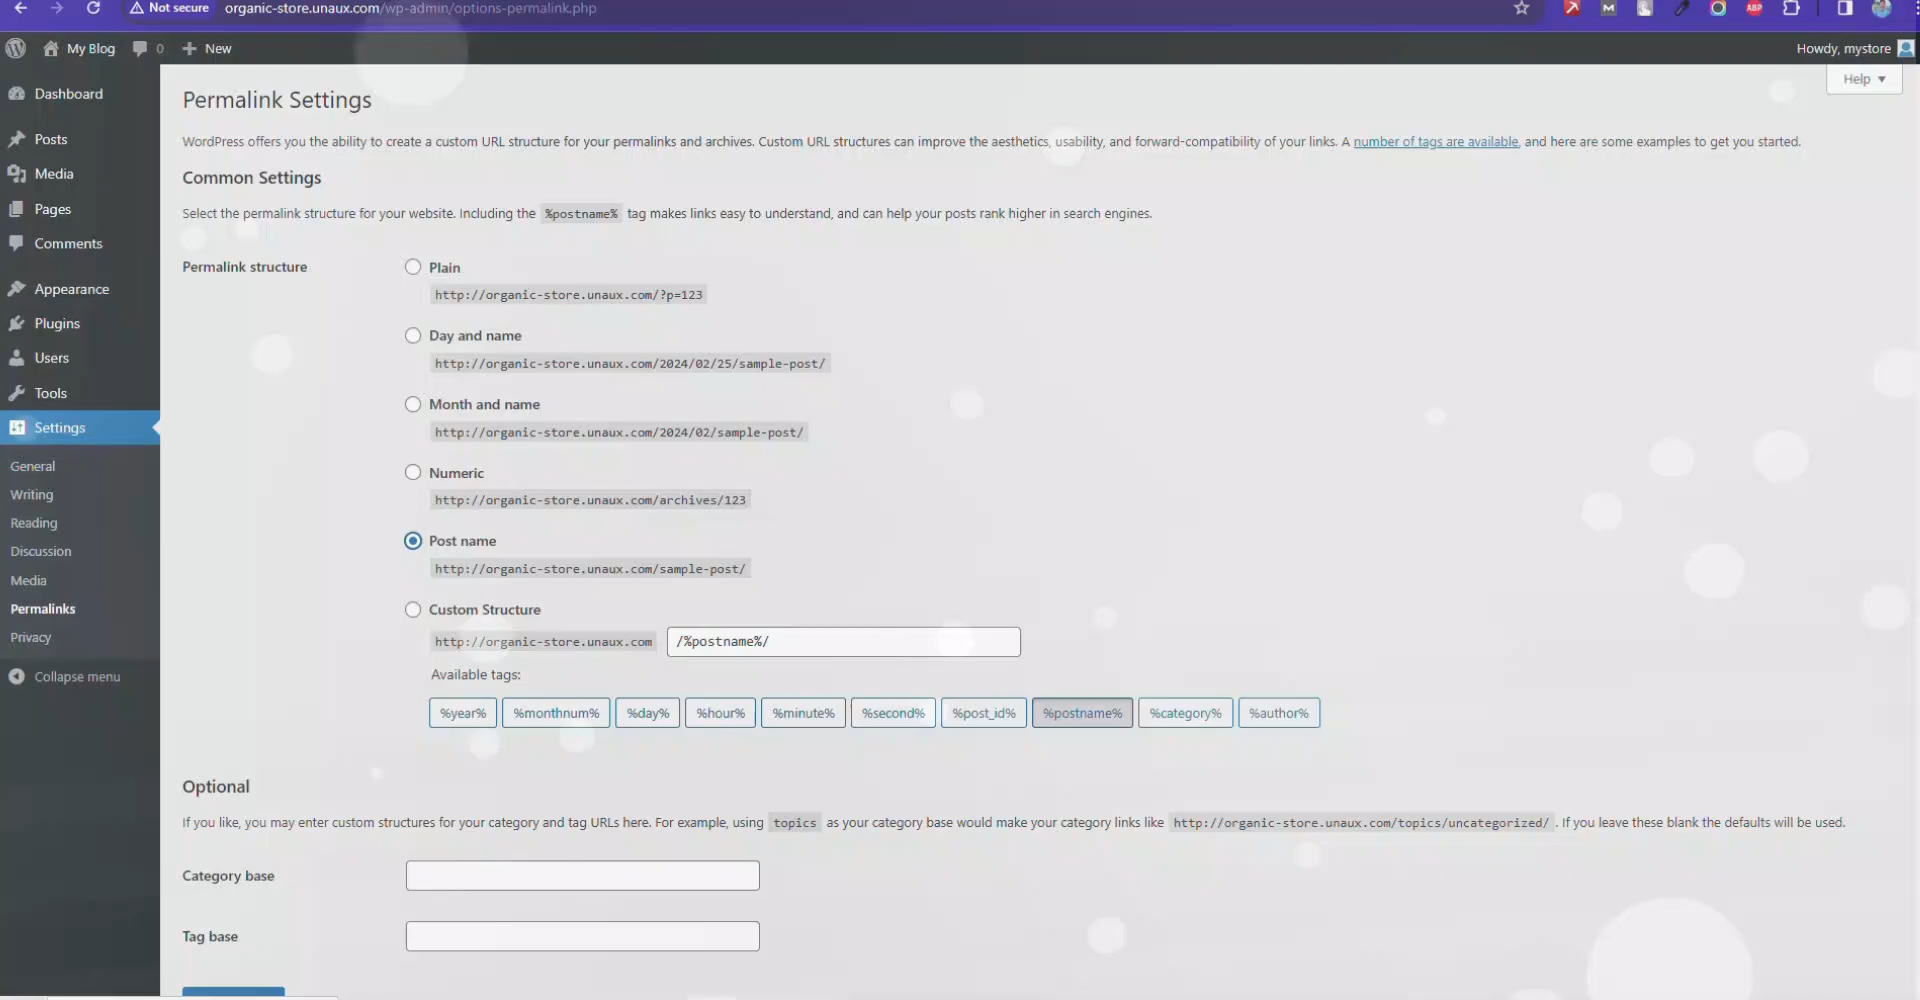 Not secure organic-store.unaux.com/wp-admin/options-permalink.php
My Blog 0 New Howdy, mystore
Help
Dashboard
Posts
Media
Pages
Comments
Appearance
Plugins
Users
Tools
Settings
General
Writing
Reading
Discussion
Media
Permalinks
Privacy
Collapse menu
Permalink Settings
WordPress offers you the ability to create a custom URL structure for your permalinks and archives. Custom URL structures can improve the aesthetics, usability, and forward-compatibility of your links. A number of tags are available, and here are some examples to get you started.
Common Settings
Select the permalink structure for your website. Including the %postname% tag makes links easy to understand, and can help your posts rank higher in search engines.
Permalink structure
Plain
http://organic-store.unaux.com/?p=123
Day and name
http://organic-store.unaux.com/2024/02/25/sample-post/
Month and name
http://organic-store.unaux.com/2024/02/sample-post/
Numeric
http://organic-store.unaux.com/archives/123
Post name
http://organic-store.unaux.com/sample-post/
Custom Structure
http://organic-store.unaux.com /%postname%/
Available tags:
%year% %monthnum% %day% %hour% %minute% %second% %post_id% %postname% %category% %author%
Optional
If you like, you may enter custom structures for your category and tag URLs here. For example, using topics as your category base would make your category links like http://organic-store.unaux.com/topics/uncategorized/ . If you leave these blank the defaults will be used.
Category base
Tag base